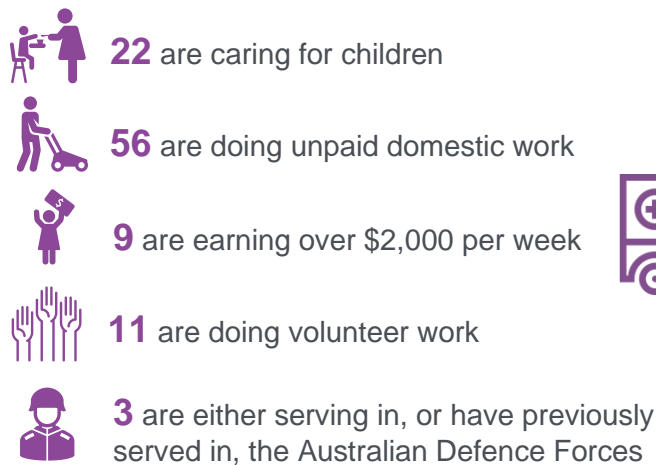 22 are caring for children
56 are doing unpaid domestic work
$
9 are earning over $2,000 per week
11 are doing volunteer work
3 are either serving in, or have previously
served in, the Australian Defence Forces